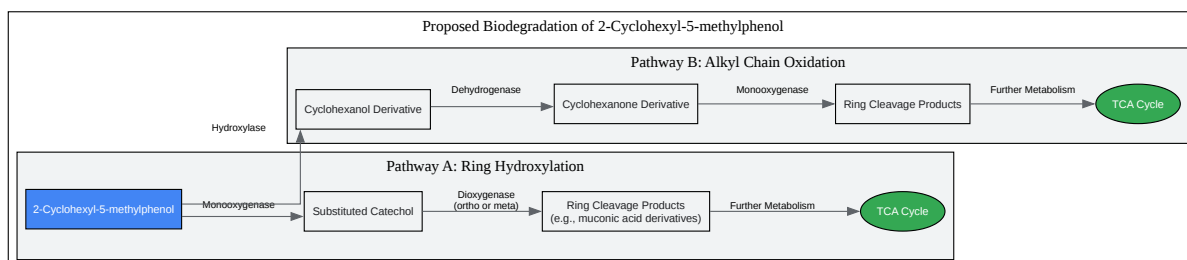 Proposed Biodegradation of 2-Cyclohexyl-5-methylphenol
Pathway B: Alkyl Chain Oxidation
Cyclohexanol Derivative
Dehydrogenase
Cyclohexanone Derivative
Monooxygenase
Ring Cleavage Products
Further Metabolism
TCA Cycle
Hydroxylase
Pathway A: Ring Hydroxylation
2-Cyclohexyl-5-methylphenol
Monooxygenase
Substituted Catechol
Dioxygenase
(ortho or meta)
Ring Cleavage Products
(e.g., muconic acid derivatives)
Further Metabolism
TCA Cycle